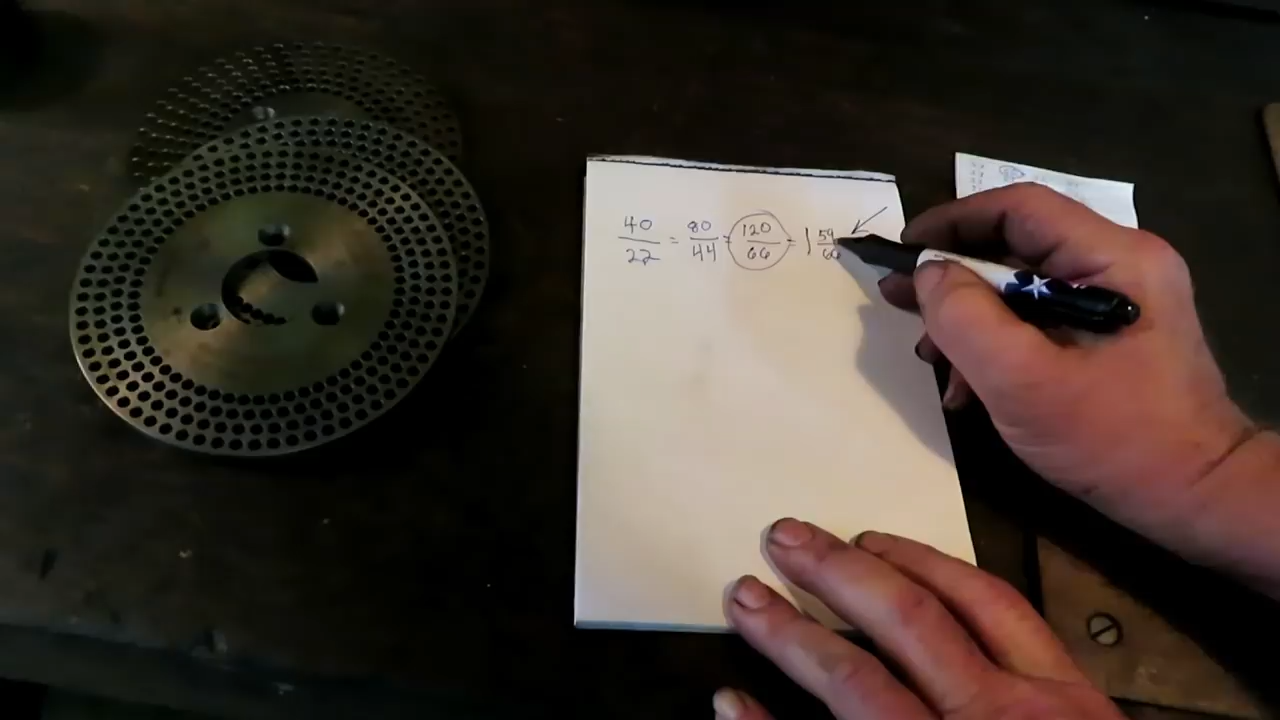 40/22 = 80/44 = 120/66 = 1 54/66